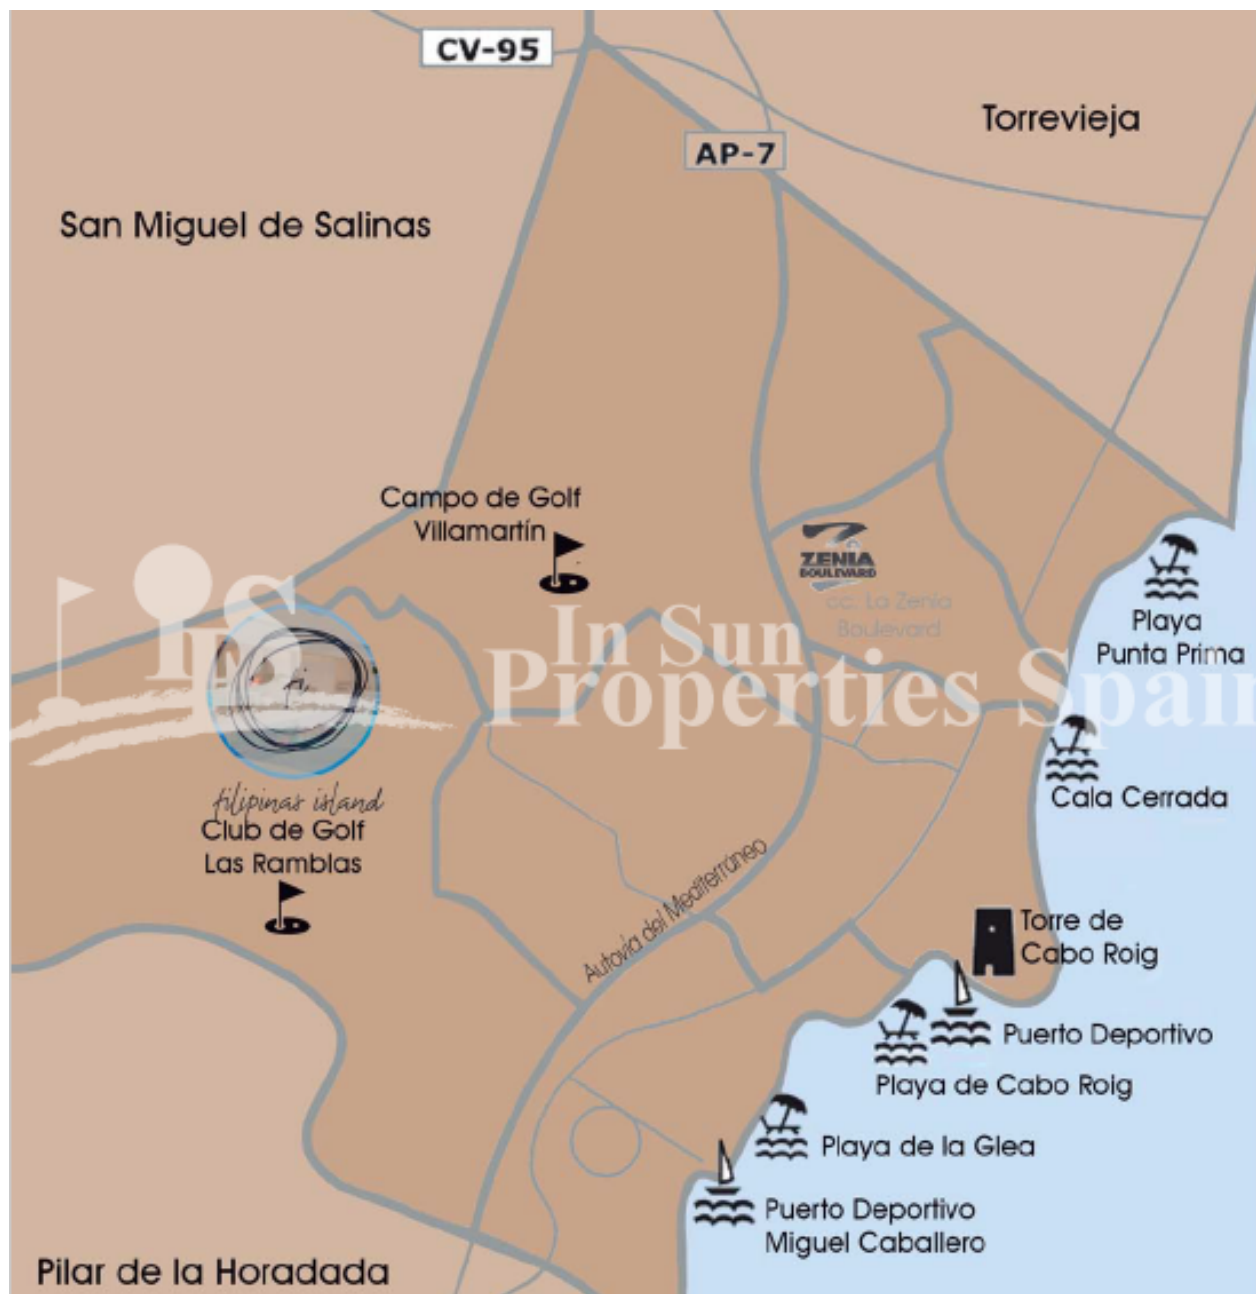 CV-95
Torrevieja
AP-7
San Miguel de Salinas
Campo de Golf
Villamartín
ZENIA
BOULEVARD
cc. La Zenia
Boulevard
Playa
Punta Prima
IPS
In Sun
Properties Spain
filipinas island
Club de Golf
Las Ramblas
Cala Cerrada
Autovía del Mediterráneo
Torre de
Cabo Roig
Puerto Deportivo
Playa de Cabo Roig
Playa de la Glea
Puerto Deportivo
Miguel Caballero
Pilar de la Horadada